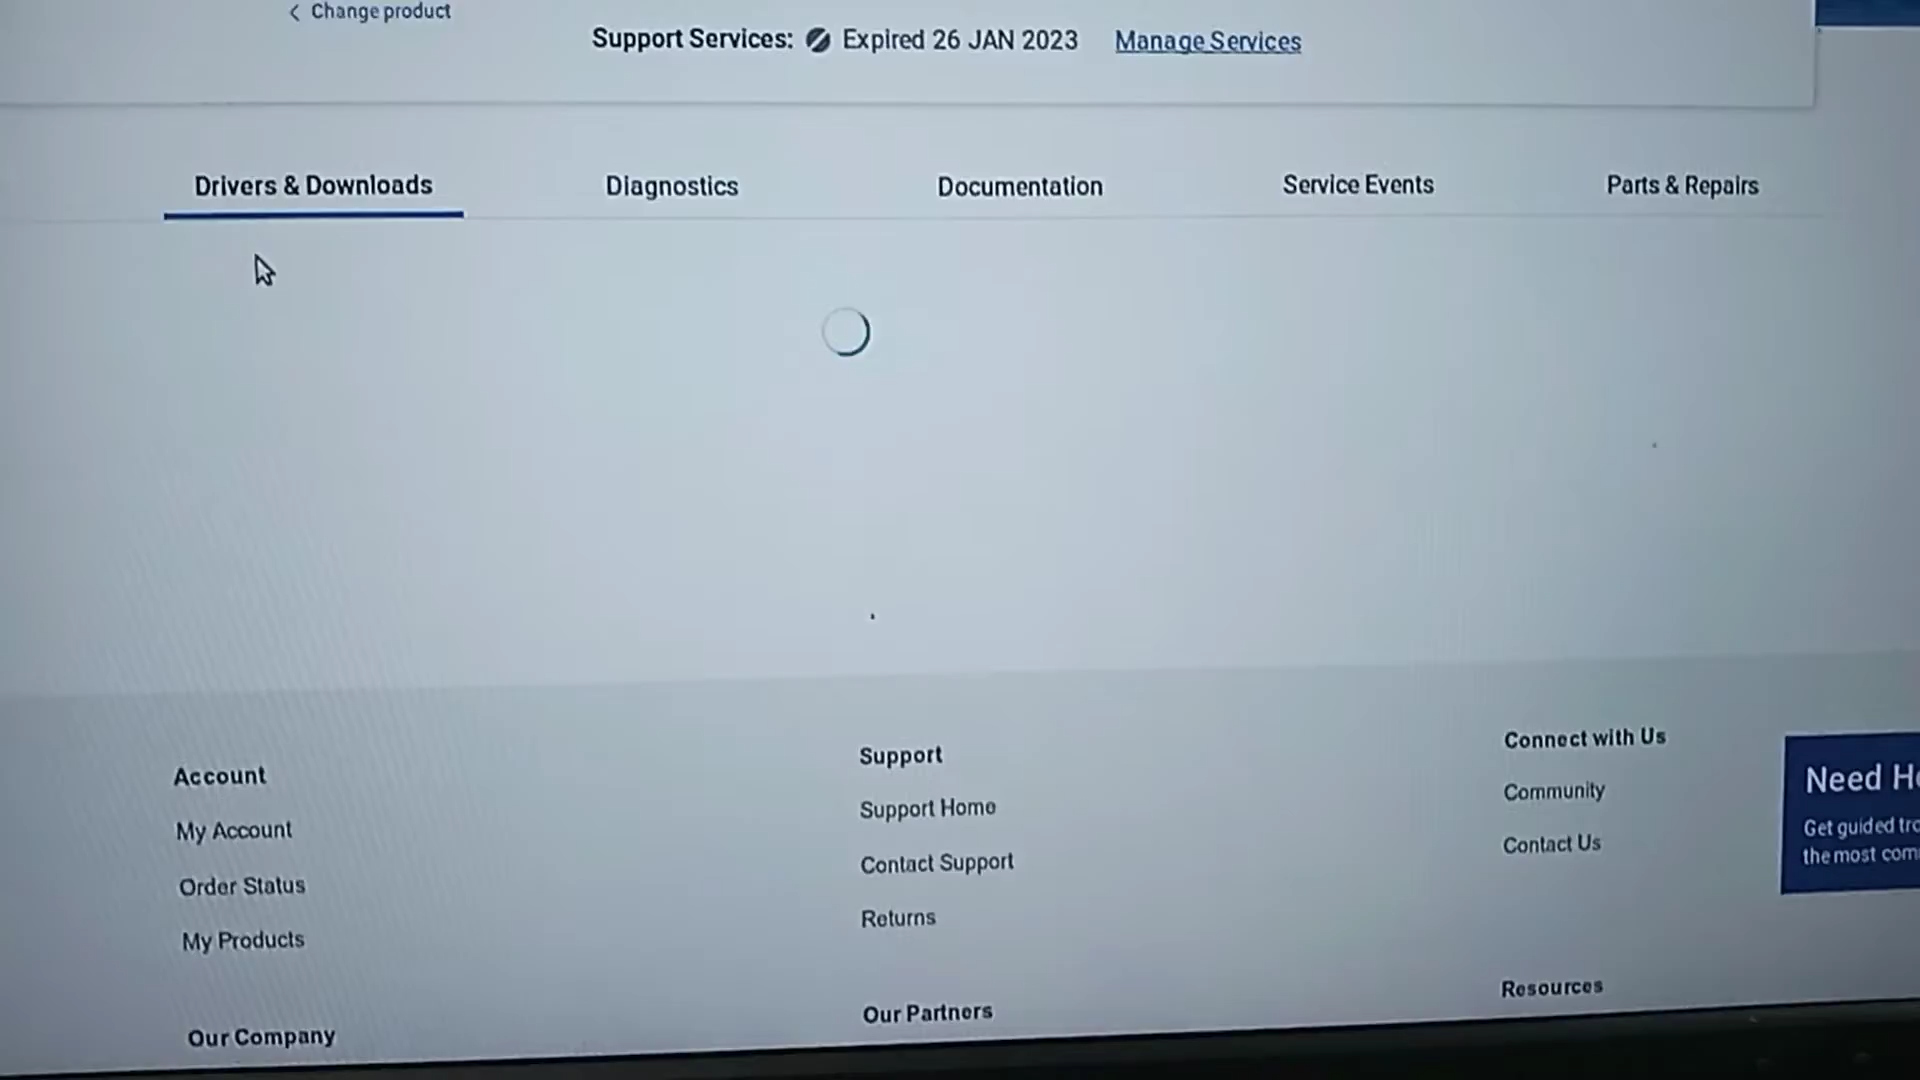 Change product
Support Services: Expired 26 JAN 2023 Manage Services
Drivers & Downloads Diagnostics Documentation Service Events Parts & Repairs
Account
My Account
Order Status
My Products
Our Company
Support
Support Home
Contact Support
Returns
Our Partners
Connect with Us
Community
Contact Us
Resources
Need
Get guided
the most